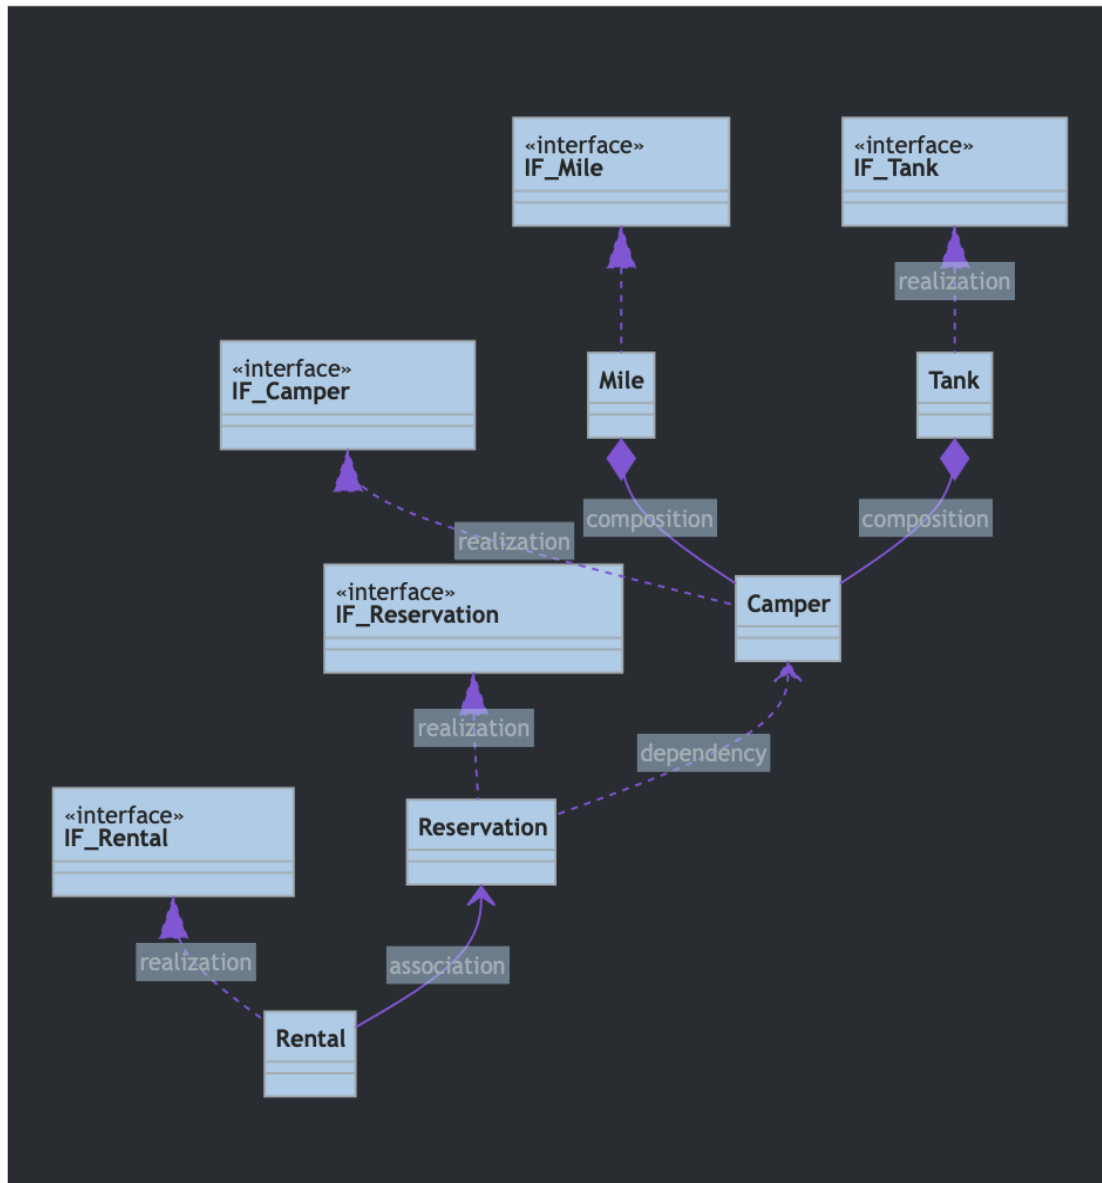 «interface»
IF_Mile
«interface»
IF_Tank
realization
«interface»
IF_Camper
Mile
Tank
composition
composition
realization
«interface»
IF_Reservation
Camper
realization
dependency
«interface»
IF_Rental
Reservation
realization
association
Rental